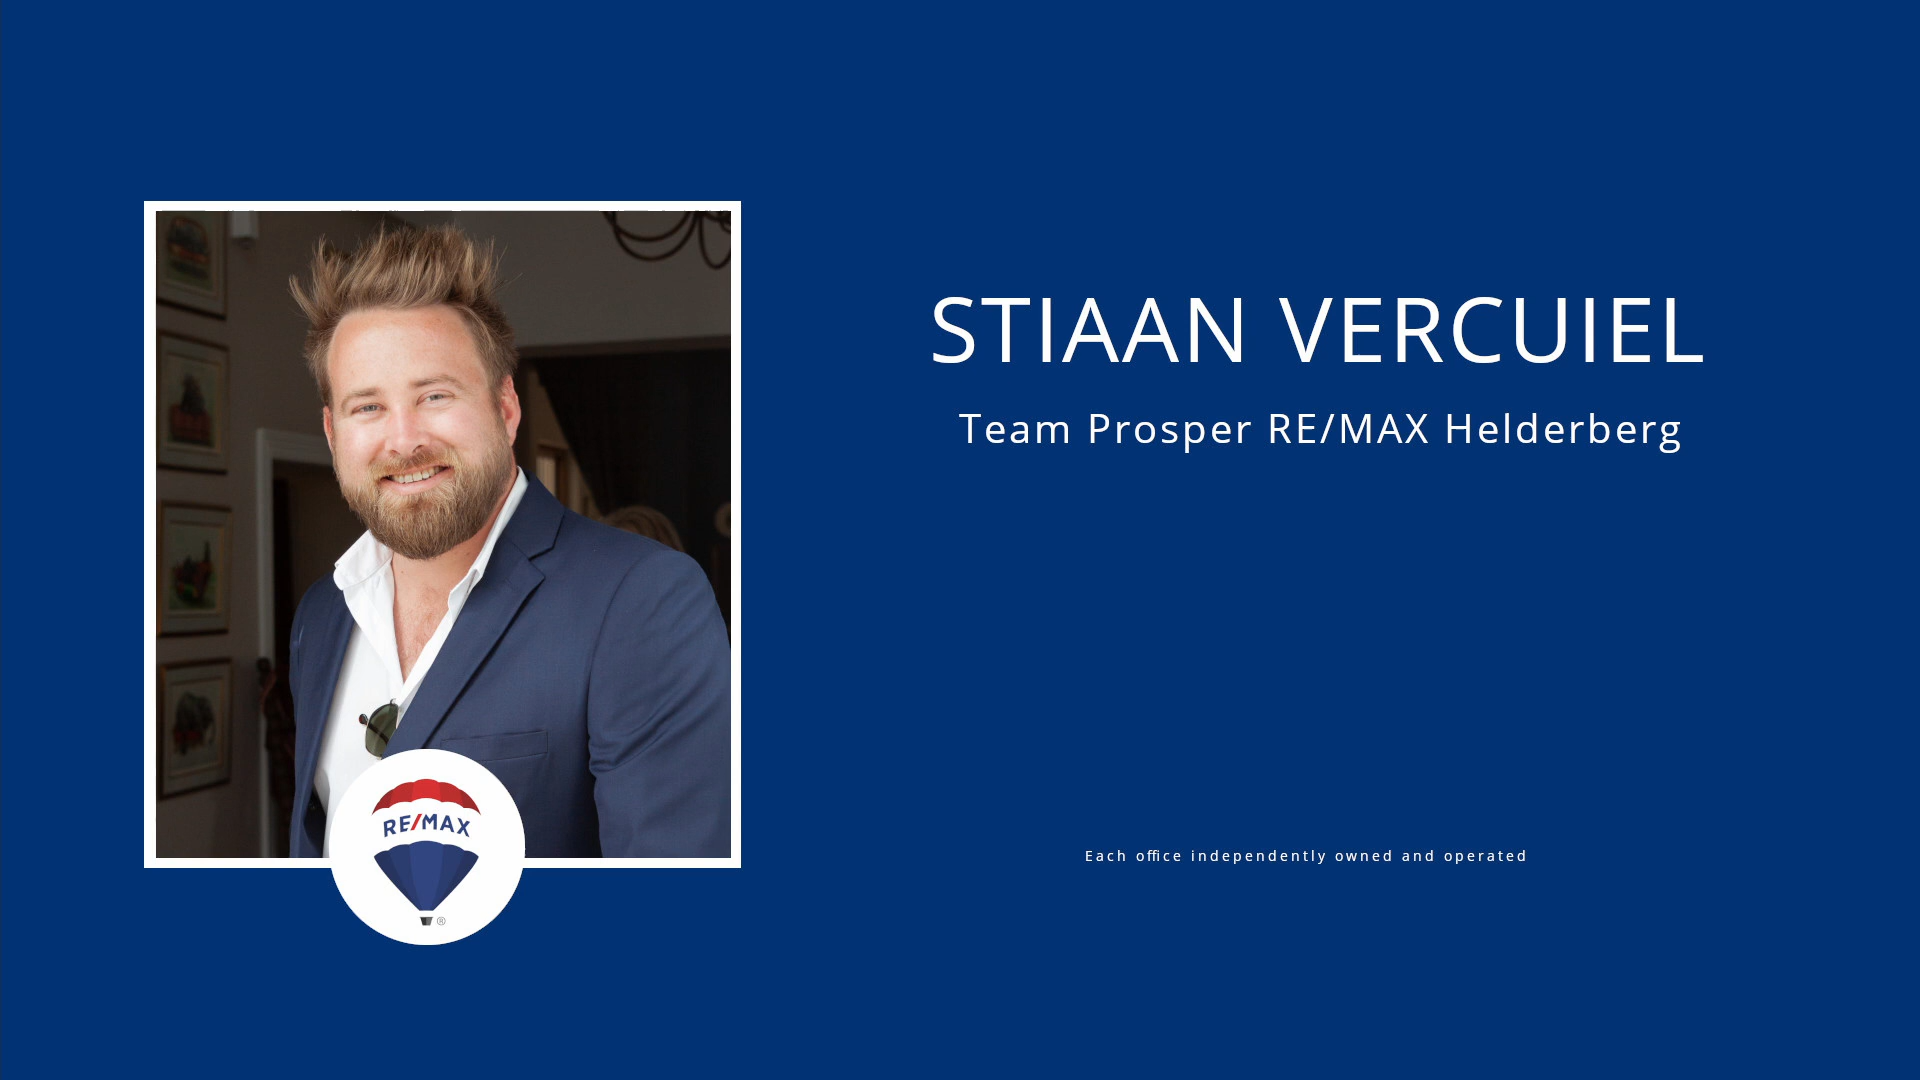 STIAAN VERCUIEL
Team Prosper RE/MAX Helderberg
RE/MAX
®
Each office independently owned and operated